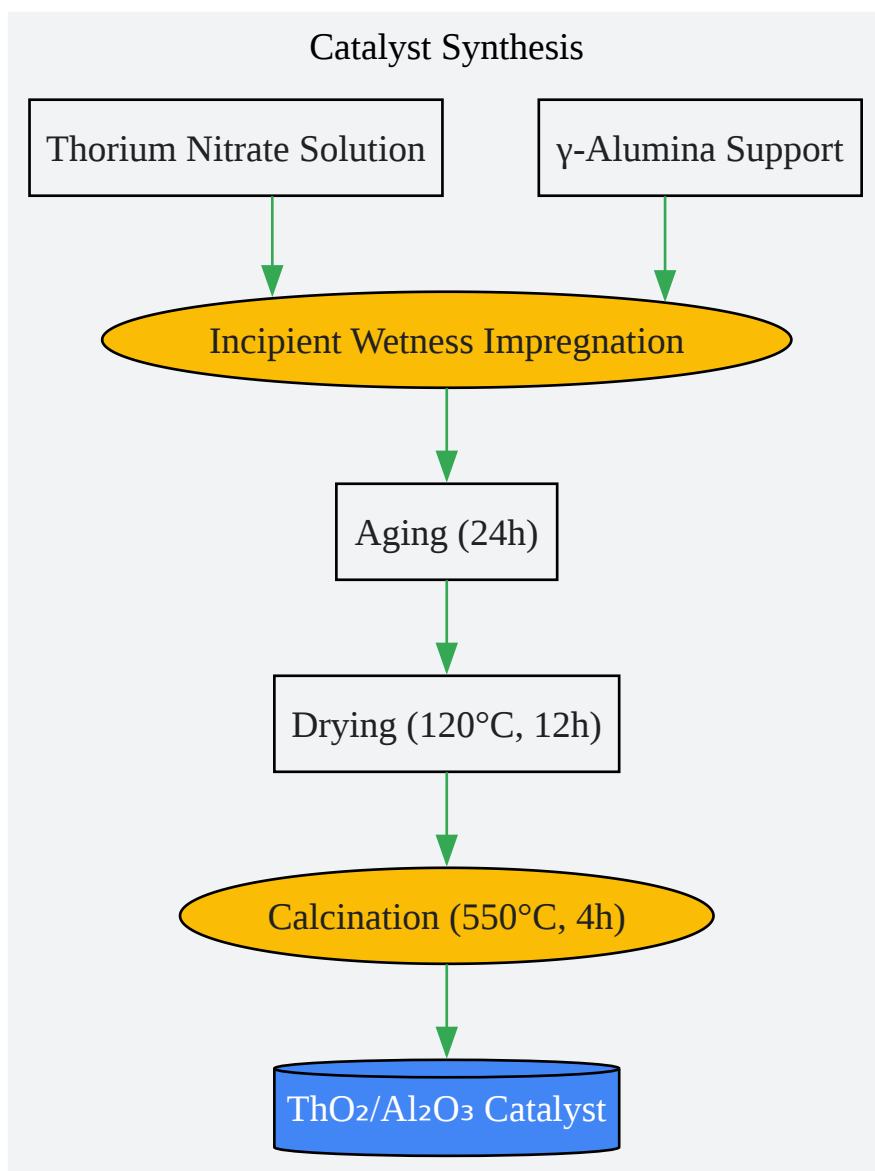 Catalyst Synthesis
Thorium Nitrate Solution
γ-Alumina Support
Incipient Wetness Impregnation
Aging (24h)
Drying (120°C, 12h)
Calcination (550°C, 4h)
ThO₂/Al₂O₃ Catalyst